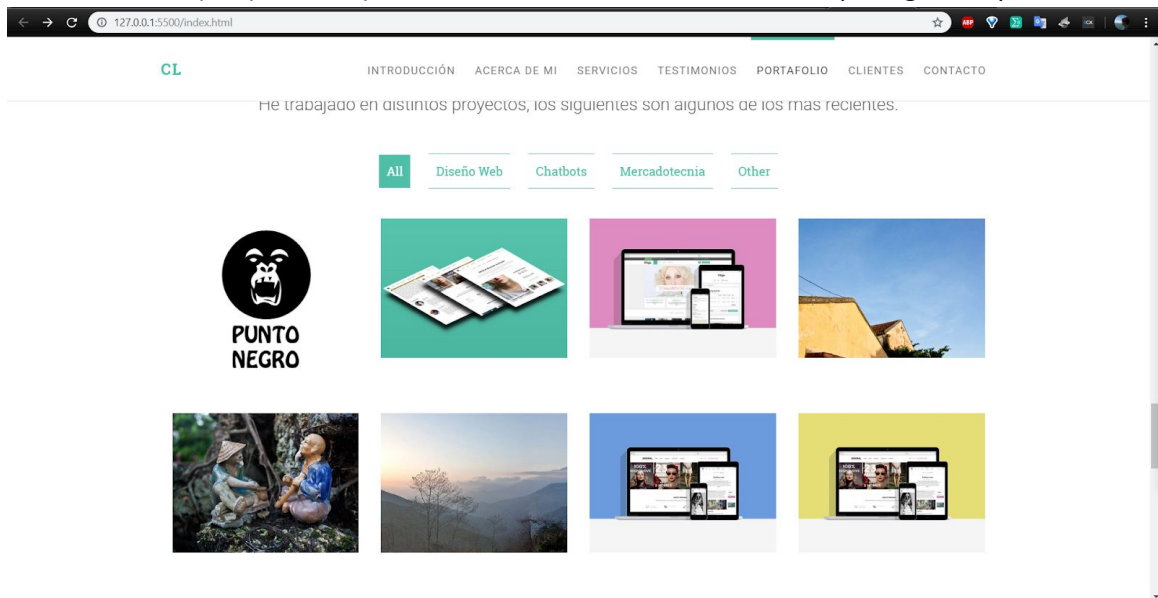 127.0.0.1:5500/index.html
CL
INTRODUCCIÓN ACERCA DE MI SERVICIOS TESTIMONIOS PORTAFOLIO CLIENTES CONTACTO
He trabajado en distintos proyectos, los siguientes son algunos de los mas recientes.
All Diseño Web Chatbots Mercadotecnia Other
PUNTO
NEGRO